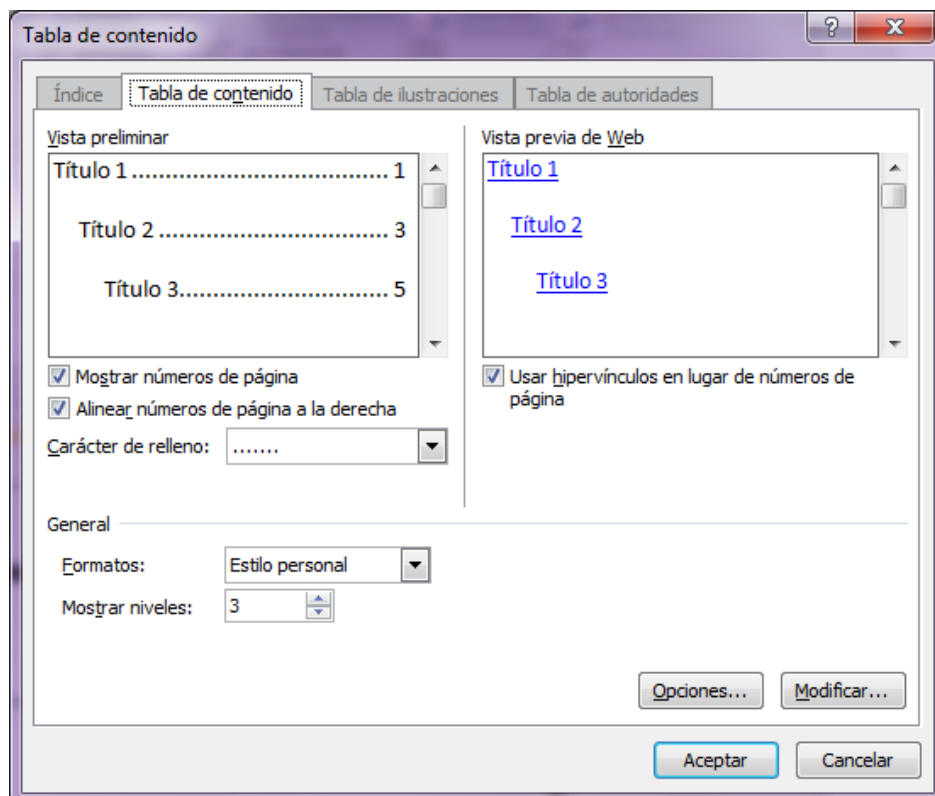 Tabla de contenido
Índice Tabla de contenido Tabla de ilustraciones Tabla de autoridades
Vista preliminar
Título 1 ..................................... 1
Título 2 ................................. 3
Título 3............................... 5
Vista previa de Web
Título 1
Título 2
Título 3
Mostrar números de página
Alinear números de página a la derecha
Carácter de relleno: .......
Usar hipervínculos en lugar de números de
página
General
Formatos: Estilo personal
Mostrar niveles: 3
Opciones... Modificar...
Aceptar Cancelar